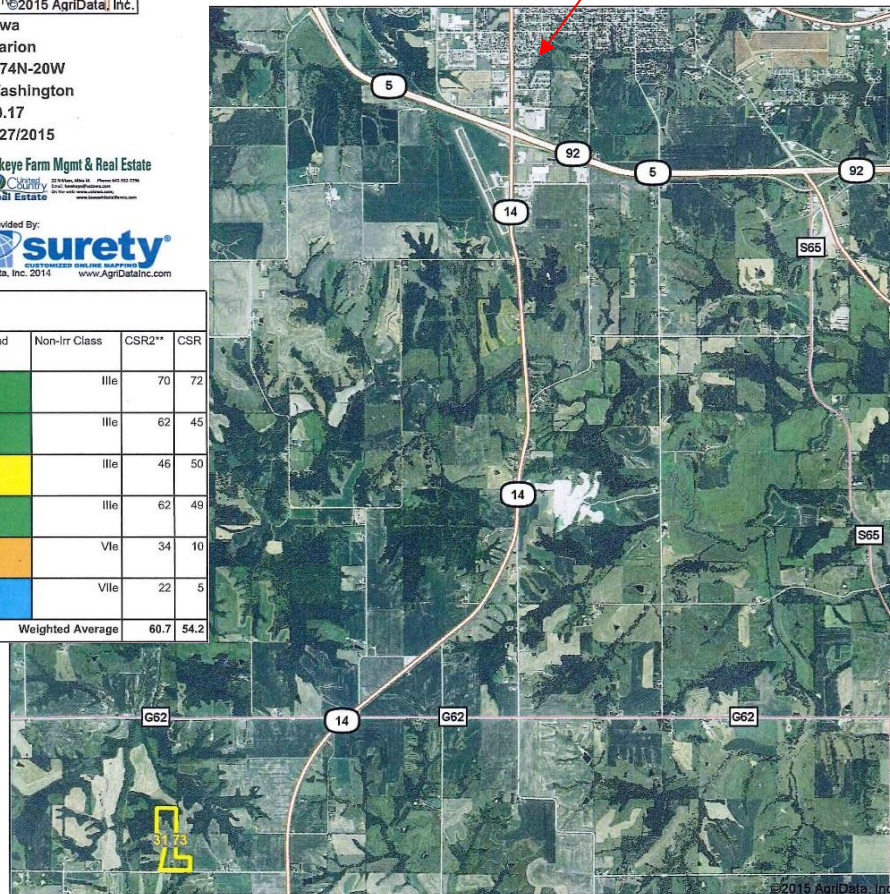 ©2015 AgriData, Inc.
wa
arion
74N-20W
ashington
.17
27/2015
keye Farm Mgmt & Real Estate
United
Country
al Estate
vided By:
surety®
CUSTOMIZED ONLINE MAPPING
ta, Inc. 2014
www.AgriDataInc.com
nd Non-Irr Class CSR2** CSR
IIIe 70 72
IIIe 62 45
IIIe 46 50
IIIe 62 49
VIe 34 10
VIIe 22 5
Weighted Average 60.7 54.2
5
92
5
92
14
S65
14
S65
G62
14
G62
G62
31.73
©2015 AgriData, Inc